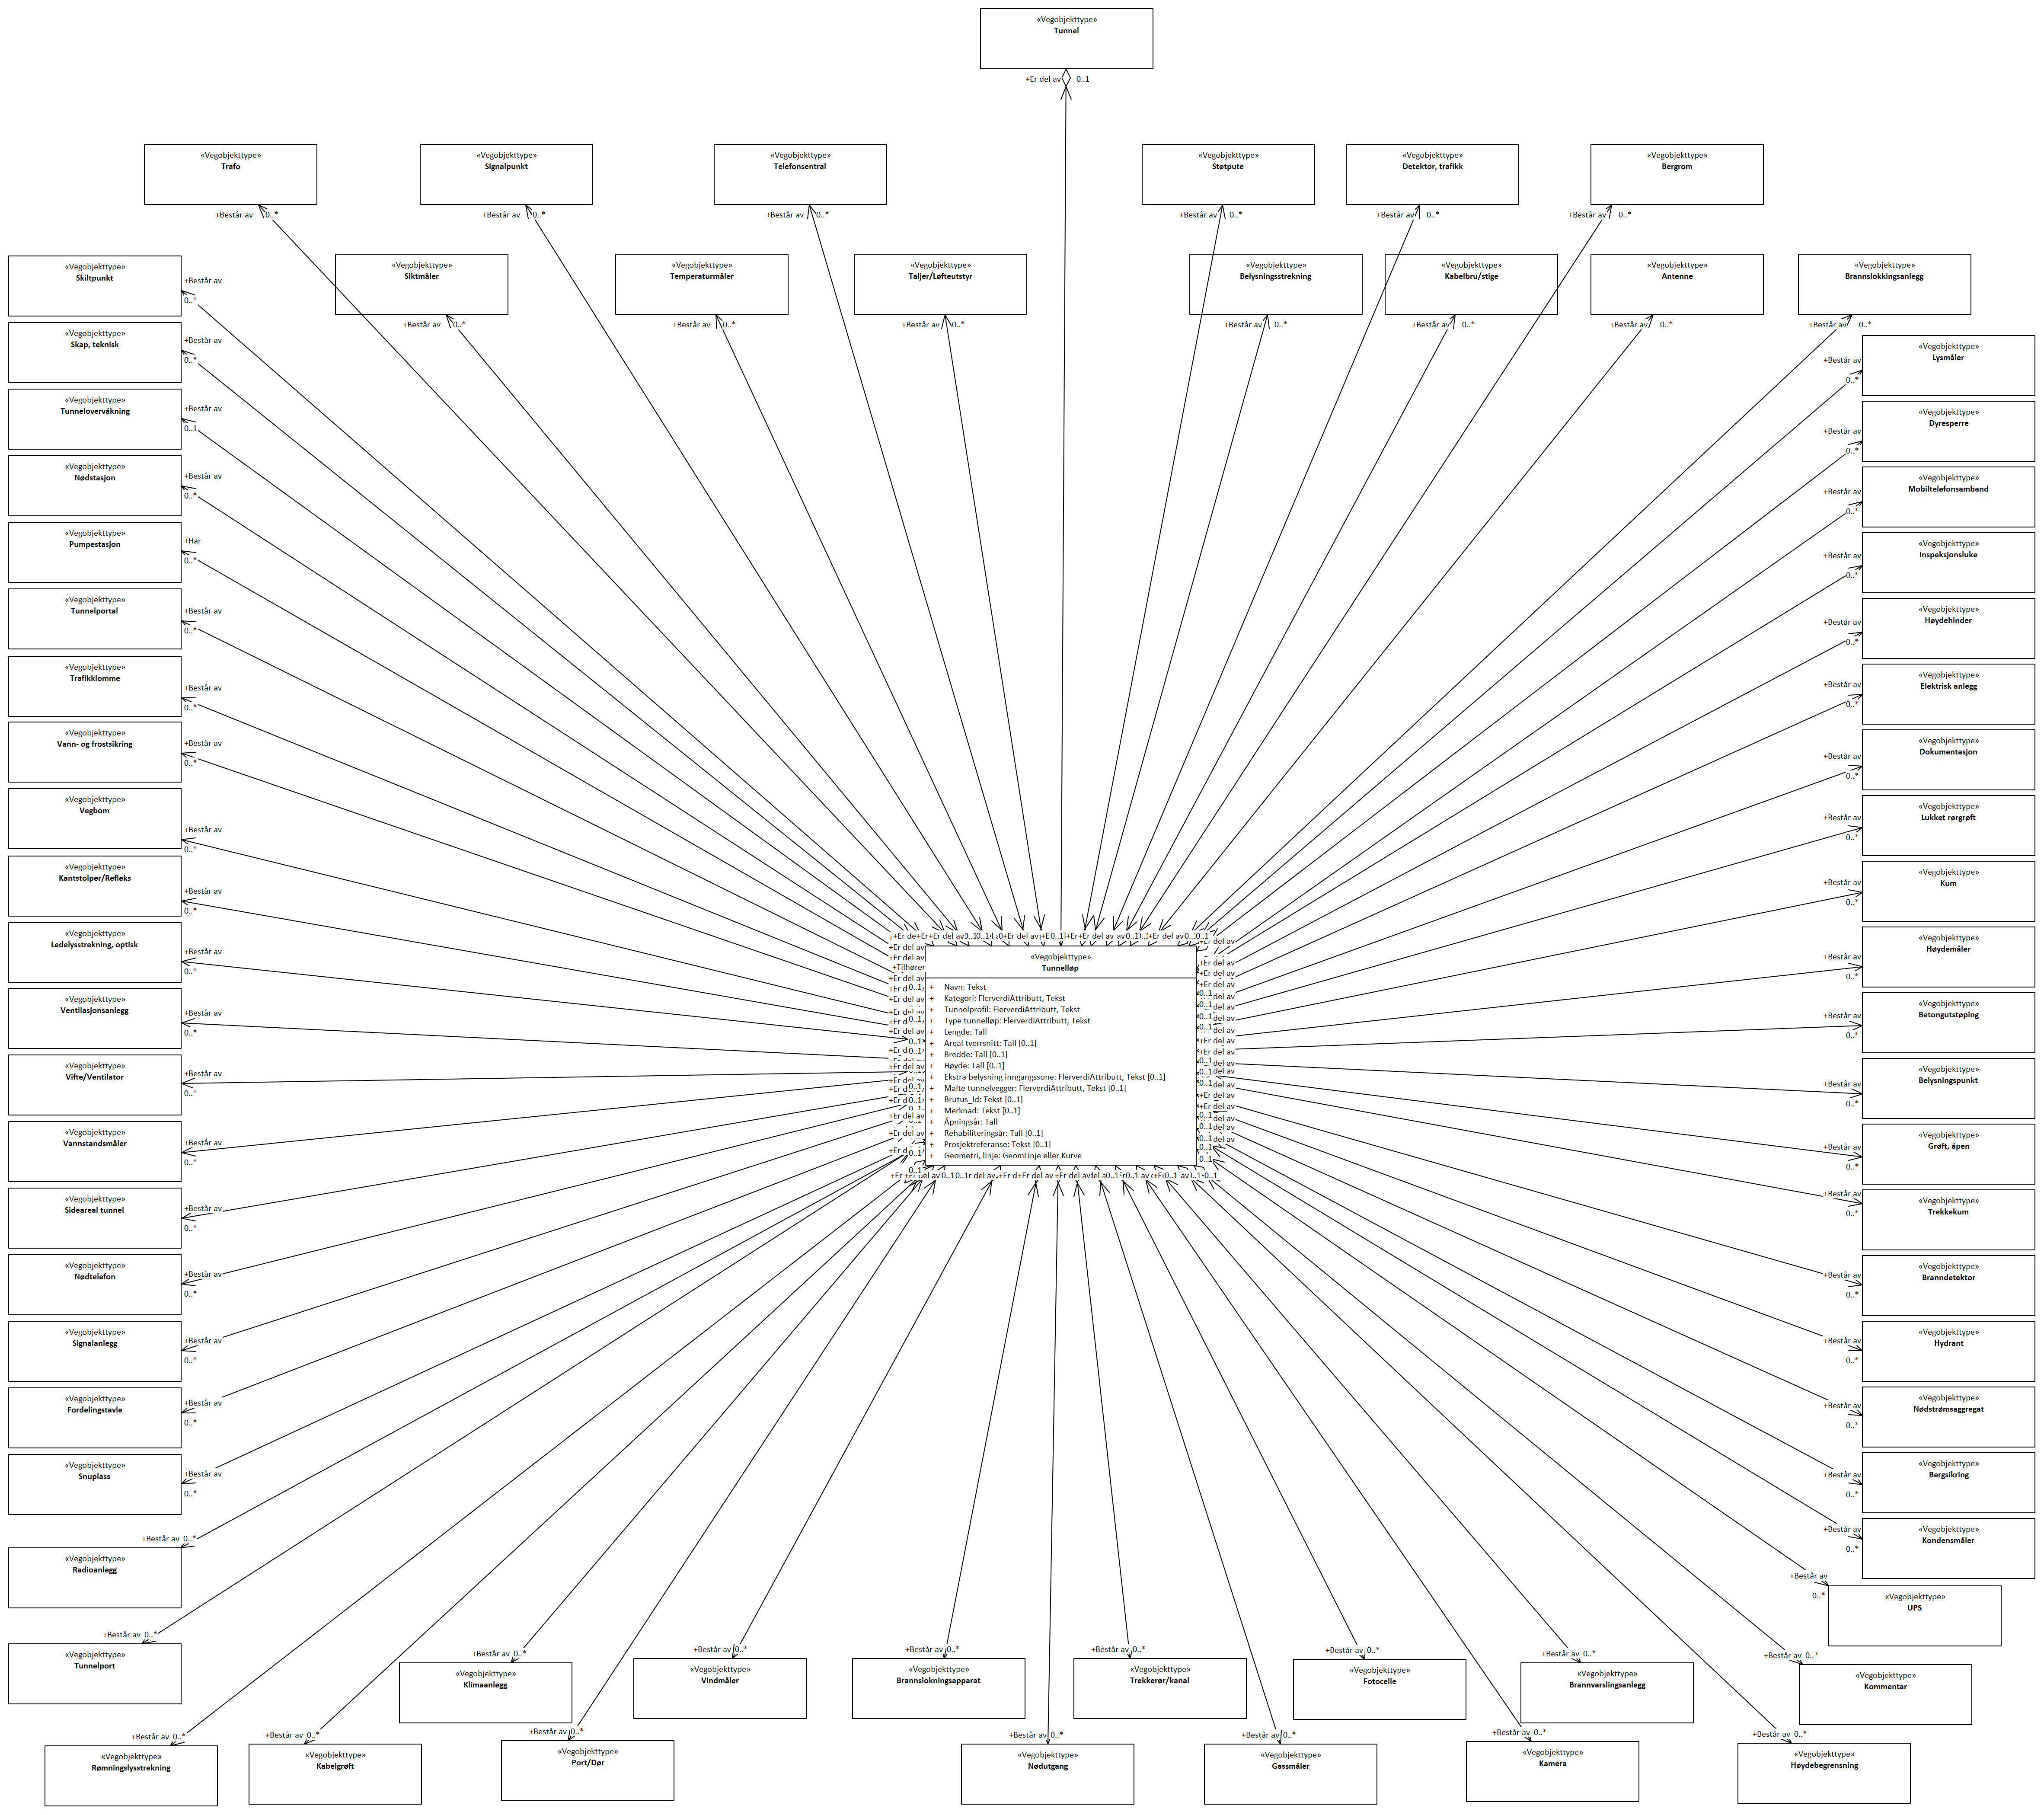 «Vegobjekttype»
Tunnel
+Er del av 0..1
«Vegobjekttype»
Trafo
+Består av 0..*
«Vegobjekttype»
Signalpunkt
+Består av 0..*
«Vegobjekttype»
Telefonsentral
+Består av 0..*
«Vegobjekttype»
Støtpute
+Består av 0..*
«Vegobjekttype»
Detektor, trafikk
+Består av 0..*
«Vegobjekttype»
Bergrom
+Består av 0..*
«Vegobjekttype»
Siktmåler
+Består av 0..*
«Vegobjekttype»
Temperaturmåler
+Består av 0..*
«Vegobjekttype»
Taljer/Løfteutstyr
+Består av 0..*
«Vegobjekttype»
Belysningsstrekning
+Består av 0..*
«Vegobjekttype»
Kabelbru/stige
+Består av 0..*
«Vegobjekttype»
Antenne
+Består av 0..*
«Vegobjekttype»
Brannslokkingsanlegg
+Består av 0..*
«Vegobjekttype»
Skiltpunkt
+Består av
0..*
«Vegobjekttype»
Skap, teknisk
+Består av
0..*
«Vegobjekttype»
Tunnelovervåkning
+Består av
0..1
«Vegobjekttype»
Nødstasjon
+Består av
0..*
«Vegobjekttype»
Pumpestasjon
+Har
0..*
«Vegobjekttype»
Tunnelportal
+Består av
0..*
«Vegobjekttype»
Trafikklomme
+Består av
0..*
«Vegobjekttype»
Vann- og frostsikring
+Består av
0..*
«Vegobjekttype»
Vegbom
+Består av
0..*
«Vegobjekttype»
Kantstolper/Refleks
+Består av
0..*
«Vegobjekttype»
Ledelysstrekning, optisk
+Består av
0..*
«Vegobjekttype»
Ventilasjonsanlegg
+Består av
0..*
«Vegobjekttype»
Vifte/Ventilator
+Består av
0..*
«Vegobjekttype»
Vannstandsmåler
+Består av
0..*
«Vegobjekttype»
Sideareal tunnel
+Består av
0..*
«Vegobjekttype»
Nødtelefon
+Består av
0..*
«Vegobjekttype»
Signalanlegg
+Består av
0..*
«Vegobjekttype»
Fordelingstavle
+Består av
0..*
«Vegobjekttype»
Snuplass
+Består av
0..*
«Vegobjekttype»
Radioanlegg
+Består av 0..*
«Vegobjekttype»
Tunnelport
+Består av 0..*
«Vegobjekttype»
Tunnelløp
+ Navn: Tekst
+ Kategori: FlerverdiAttributt, Tekst
+ Tunnelprofil: FlerverdiAttributt, Tekst
+ Type tunnelløp: FlerverdiAttributt, Tekst
+ Lengde: Tall
+ Areal tverrsnitt: Tall [0..1]
+ Bredde: Tall [0..1]
+ Høyde: Tall [0..1]
+ Ekstra belysning inngangssone: FlerverdiAttributt, Tekst [0..1]
+ Malte tunnelvegger: FlerverdiAttributt, Tekst [0..1]
+ Brutus_Id: Tekst [0..1]
+ Merknad: Tekst [0..1]
+ Åpningsår: Tall
+ Rehabiliteringsår: Tall [0..1]
+ Prosjektreferanse: Tekst [0..1]
+ Geometri, linje: GeomLinje eller Kurve
+Er del av
+Er del av
+Tilhører
+Er del av
«Vegobjekttype»
Lysmåler
+Består av
0..*
«Vegobjekttype»
Dyresperre
+Består av
0..*
«Vegobjekttype»
Mobiltelefonsamband
+Består av
0..*
«Vegobjekttype»
Inspeksjonsluke
+Består av
0..*
«Vegobjekttype»
Høydehinder
+Består av
0..*
«Vegobjekttype»
Elektrisk anlegg
+Består av
0..*
«Vegobjekttype»
Dokumentasjon
+Består av
0..*
«Vegobjekttype»
Lukket rørgrøft
+Består av
0..*
«Vegobjekttype»
Kum
+Består av
0..*
«Vegobjekttype»
Høydemåler
+Består av
0..*
«Vegobjekttype»
Betongutstøping
+Består av
0..*
«Vegobjekttype»
Belysningspunkt
+Består av
0..*
«Vegobjekttype»
Grøft, åpen
+Består av
0..*
«Vegobjekttype»
Trekkekum
+Består av
0..*
«Vegobjekttype»
Branndetektor
+Består av
0..*
«Vegobjekttype»
Hydrant
+Består av
0..*
«Vegobjekttype»
Nødstrømsaggregat
+Består av
0..*
«Vegobjekttype»
Bergsikring
+Består av
0..*
«Vegobjekttype»
Kondensmåler
+Består av
0..*
«Vegobjekttype»
UPS
+Består av
0..*
«Vegobjekttype»
Klimaanlegg
+Består av 0..*
«Vegobjekttype»
Vindmåler
+Består av 0..*
«Vegobjekttype»
Brannslokningsapparat
+Består av 0..*
«Vegobjekttype»
Trekkerør/kanal
+Består av 0..*
«Vegobjekttype»
Fotocelle
+Består av 0..*
«Vegobjekttype»
Brannvarslingsanlegg
+Består av 0..*
«Vegobjekttype»
Kommentar
+Består av 0..*
«Vegobjekttype»
Rømningslysstrekning
+Består av 0..*
«Vegobjekttype»
Kabelgrøft
+Består av 0..*
«Vegobjekttype»
Port/Dør
+Består av 0..*
«Vegobjekttype»
Nødutgang
+Består av 0..*
«Vegobjekttype»
Gassmåler
+Består av 0..*
«Vegobjekttype»
Kamera
+Består av 0..*
«Vegobjekttype»
Høydebegrensning
+Består av 0..*